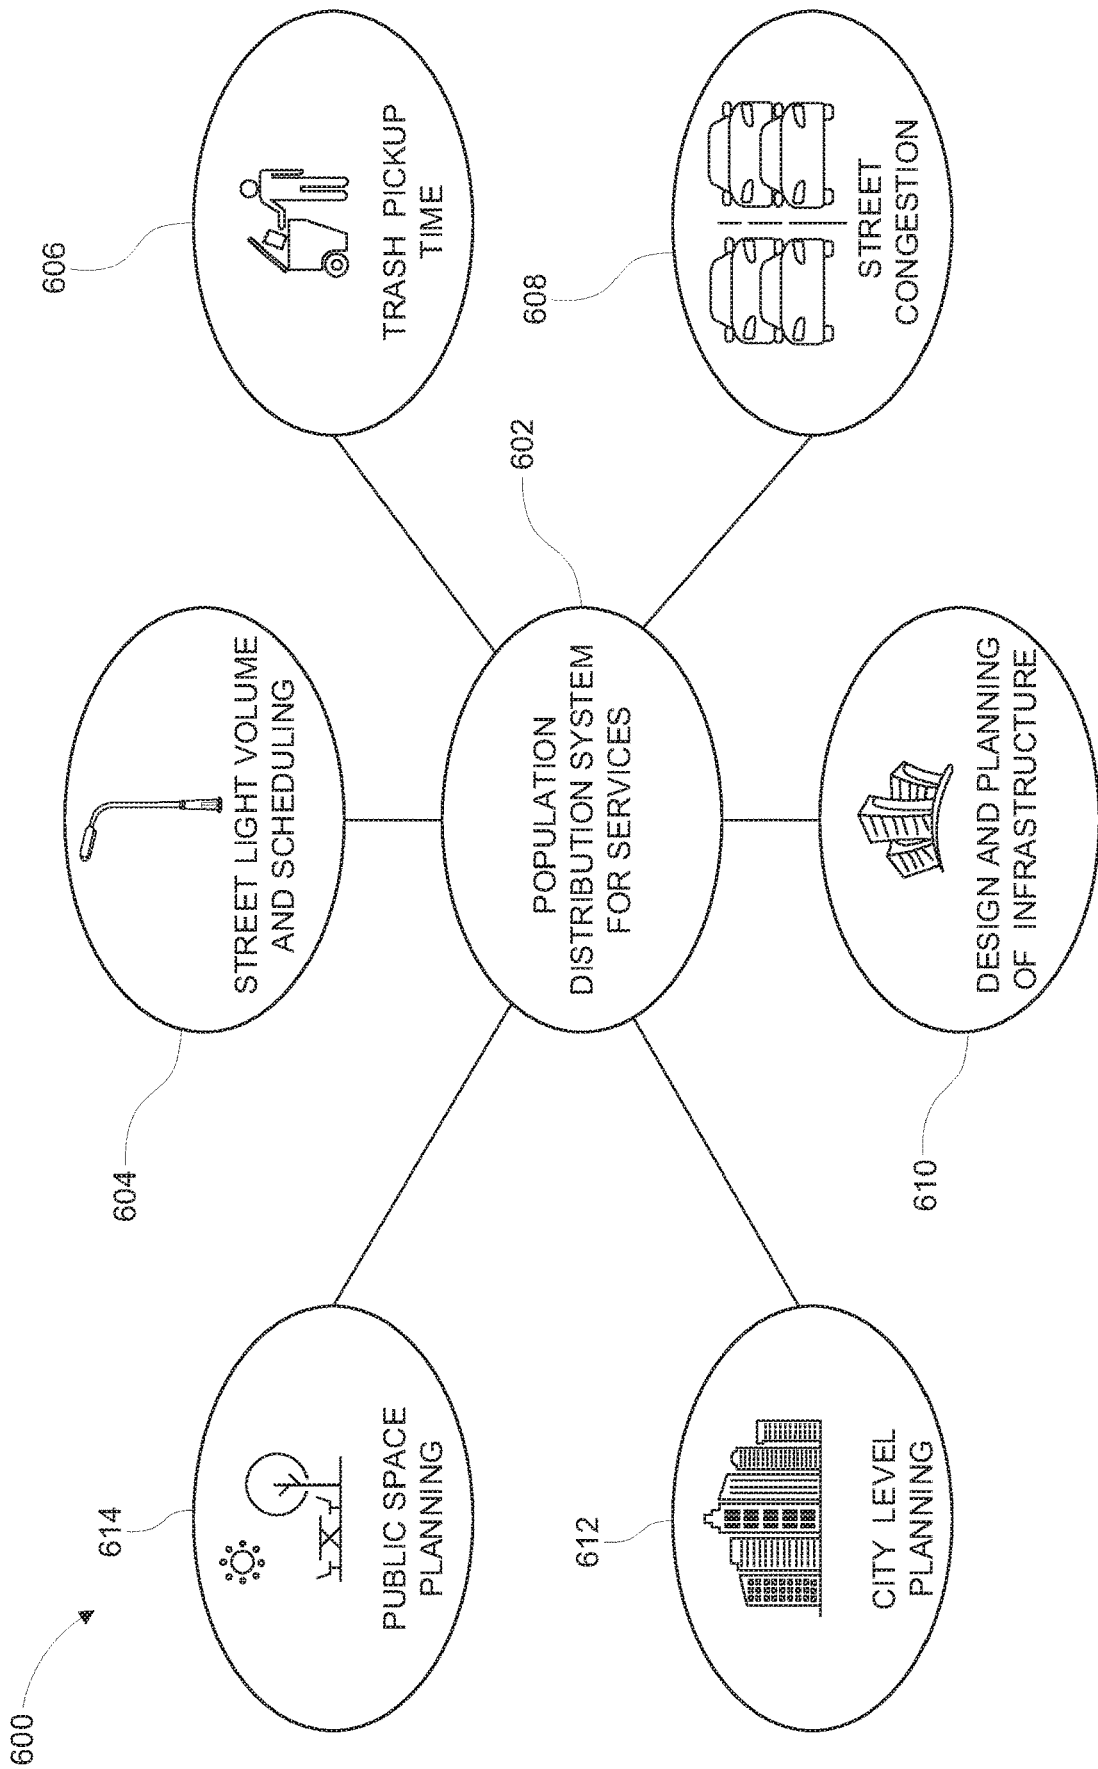 600
614
PUBLIC SPACE
PLANNING
604
STREET LIGHT VOLUME
AND SCHEDULING
606
TRASH PICKUP
TIME
602
POPULATION
DISTRIBUTION SYSTEM
FOR SERVICES
612
CITY LEVEL
PLANNING
610
DESIGN AND PLANNING
OF INFRASTRUCTURE
608
STREET
CONGESTION